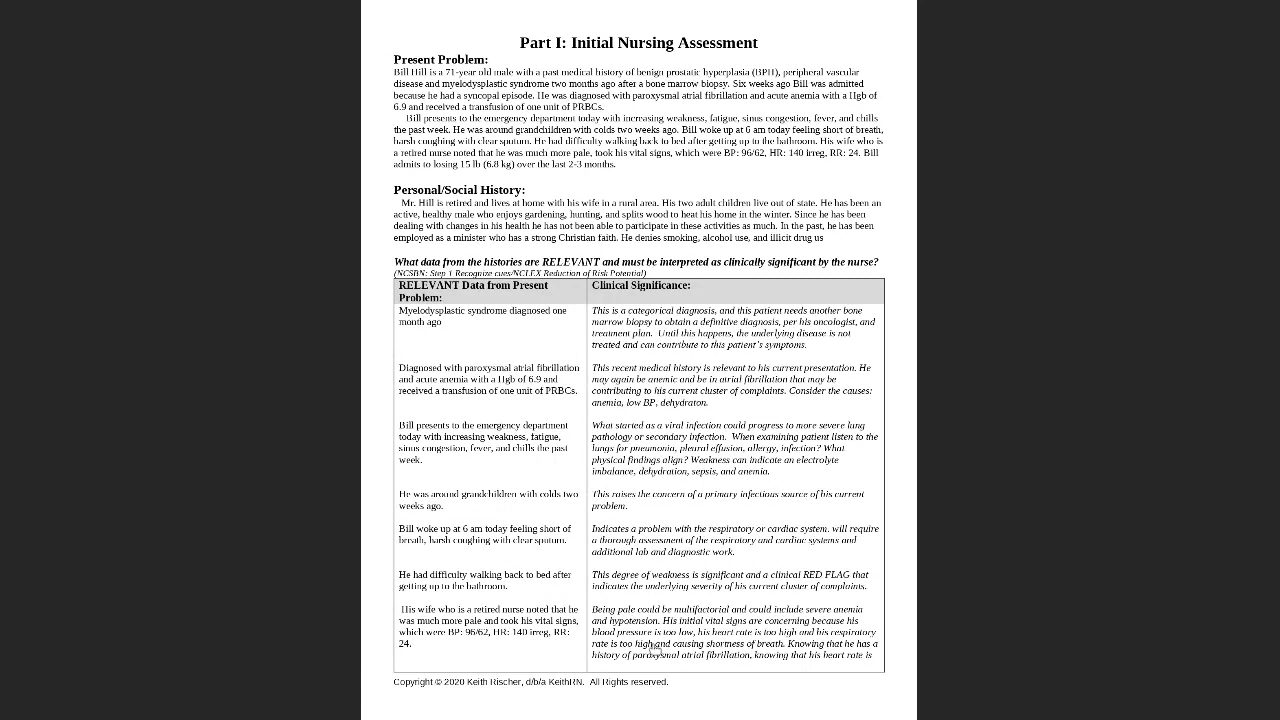 Part I: Initial Nursing Assessment
Present Problem:
Bill Hill is a 71-year old male with a past medical history of benign prostatic hyperplasia (BPH), peripheral vascular
disease and myelodysplastic syndrome two months ago after a bone marrow biopsy. Six weeks ago Bill was admitted
because he had a syncopal episode. He was diagnosed with paroxysmal atrial fibrillation and acute anemia with a Hgb of
6.9 and received a transfusion of one unit of PRBCs.
Bill presents to the emergency department today with increasing weakness, fatigue, sinus congestion, fever, and chills
the past week. He was around grandchildren with colds two weeks ago. Bill woke up at 6 am today feeling short of breath,
harsh coughing with clear sputum. He had difficulty walking back to bed after getting up to the bathroom. His wife who is
a retired nurse noted that he was much more pale, took his vital signs, which were BP: 96/62, HR: 140 irreg, RR: 24. Bill
admits to losing 15 lb (6.8 kg) over the last 2-3 months.
Personal/Social History:
Mr. Hill is retired and lives at home with his wife in a rural area. His two adult children live out of state. He has been an
active, healthy male who enjoys gardening, hunting, and splits wood to heat his home in the winter. Since he has been
dealing with changes in his health he has not been able to participate in these activities as much. In the past, he has been
employed as a minister who has a strong Christian faith. He denies smoking, alcohol use, and illicit drug us
What data from the histories are RELEVANT and must be interpreted as clinically significant by the nurse?
(NCSBN: Step 1 Recognize cues/NCLEX Reduction of Risk Potential)
RELEVANT Data from Present
Problem:
Clinical Significance:
Myelodysplastic syndrome diagnosed one
month ago
This is a categorical diagnosis, and this patient needs another bone
marrow biopsy to obtain a definitive diagnosis, per his oncologist, and
treatment plan. Until this happens, the underlying disease is not
treated and can contribute to this patient's symptoms.
Diagnosed with paroxysmal atrial fibrillation
and acute anemia with a Hgb of 6.9 and
received a transfusion of one unit of PRBCs.
This recent medical history is relevant to his current presentation. He
may again be anemic and be in atrial fibrillation that may be
contributing to his current cluster of complaints. Consider the causes:
anemia, low BP, dehydraton.
Bill presents to the emergency department
today with increasing weakness, fatigue,
sinus congestion, fever, and chills the past
week.
What started as a viral infection could progress to more severe lung
pathology or secondary infection. When examining patient listen to the
lungs for pneumonia, pleural effusion, allergy, infection? What
physical findings align? Weakness can indicate an electrolyte
imbalance, dehydration, sepsis, and anemia.
He was around grandchildren with colds two
weeks ago.
This raises the concern of a primary infectious source of his current
problem.
Bill woke up at 6 am today feeling short of
breath, harsh coughing with clear sputum.
Indicates a problem with the respiratory or cardiac system. will require
a thorough assessment of the respiratory and cardiac systems and
additional lab and diagnostic work.
He had difficulty walking back to bed after
getting up to the bathroom.
This degree of weakness is significant and a clinical RED FLAG that
indicates the underlying severity of his current cluster of complaints.
His wife who is a retired nurse noted that he
was much more pale and took his vital signs,
which were BP: 96/62, HR: 140 irreg, RR:
24.
Being pale could be multifactorial and could include severe anemia
and hypotension. His initial vital signs are concerning because his
blood pressure is too low, his heart rate is too high and his respiratory
rate is too high and causing shortness of breath. Knowing that he has a
history of paroxysmal atrial fibrillation, knowing that his heart rate is
Copyright © 2020 Keith Rischer, d/b/a KeithRN. All Rights reserved.